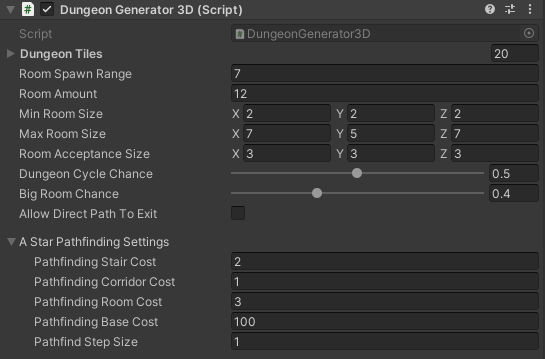 Dungeon Generator 3D (Script)
Script DungeonGenerator3D
Dungeon Tiles 20
Room Spawn Range 7
Room Amount 12
Min Room Size X 2 Y 2 Z 2
Max Room Size X 7 Y 5 Z 7
Room Acceptance Size X 3 Y 3 Z 3
Dungeon Cycle Chance 0.5
Big Room Chance 0.4
Allow Direct Path To Exit
A Star Pathfinding Settings
Pathfinding Stair Cost 2
Pathfinding Corridor Cost 1
Pathfinding Room Cost 3
Pathfinding Base Cost 100
Pathfind Step Size 1